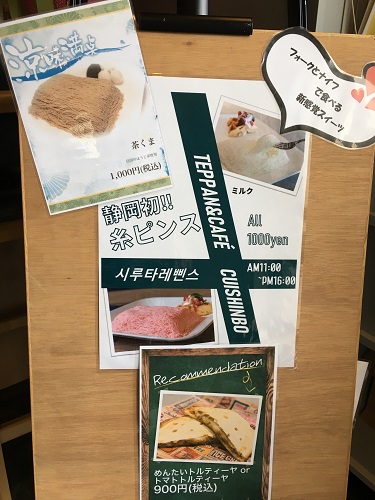 涼味満点
茶くま
1,000円(税込)
フォークとナイフ
で食べる
新感覚スイーツ
TEPPAN&CAFÉ CUISHINBO
ミルク
静岡初!!
糸ピンス
All
1000yen
시루타레삔스
AM11:00
~PM16:00
Recommendation
めんたいトルティーヤ or
トマトトルティーヤ
900円(税込)